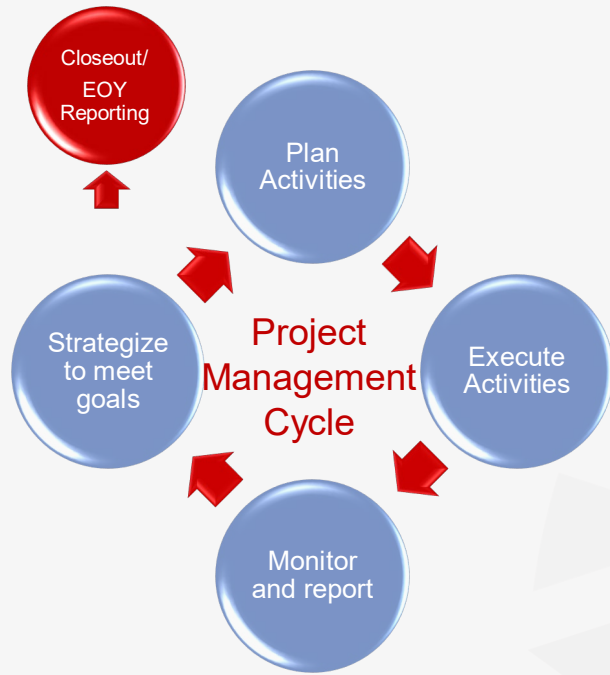 Closeout/
EOY
Reporting
Plan
Activities
Strategize
to meet
goals
Project
Management
Cycle
Execute
Activities
Monitor
and report